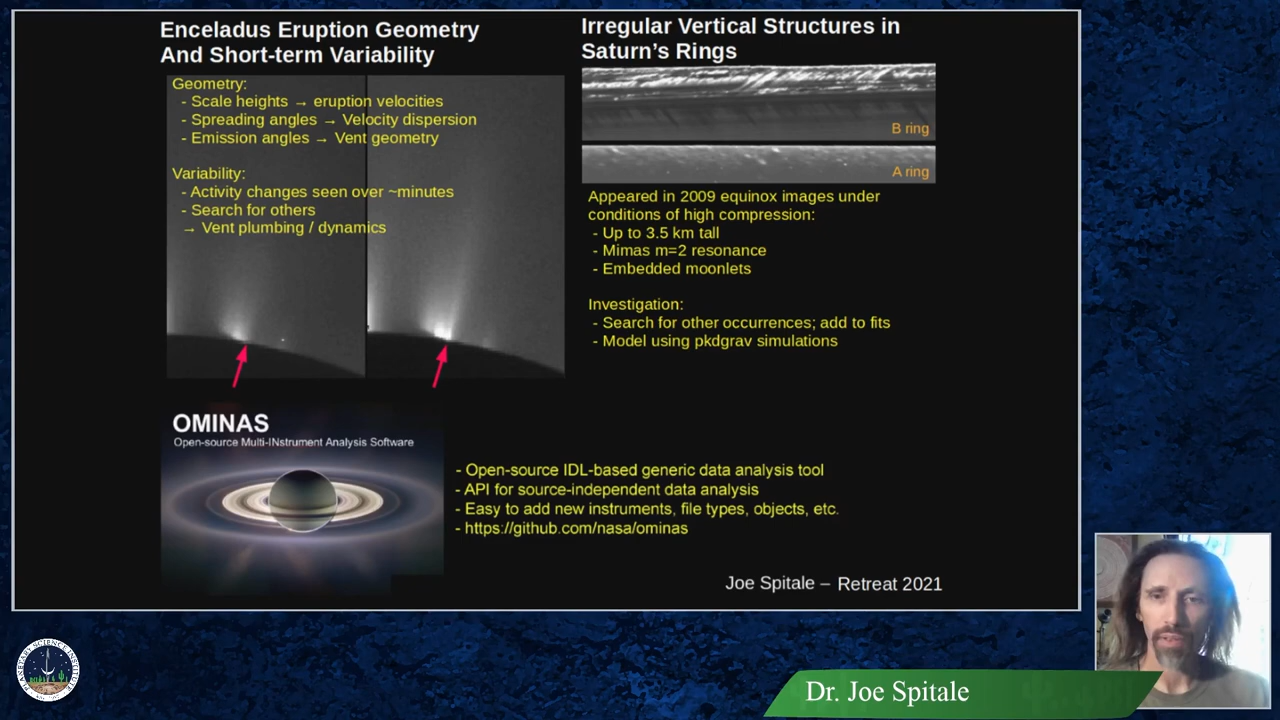 Enceladus Eruption Geometry
And Short-term Variability
Geometry:
- Scale heights → eruption velocities
- Spreading angles → Velocity dispersion
- Emission angles → Vent geometry
Variability:
- Activity changes seen over ~minutes
- Search for others
→ Vent plumbing / dynamics
Irregular Vertical Structures in
Saturn's Rings
B ring
A ring
Appeared in 2009 equinox images under
conditions of high compression:
- Up to 3.5 km tall
- Mimas m=2 resonance
- Embedded moonlets
Investigation:
- Search for other occurrences; add to fits
- Model using pkdgrav simulations
OMINAS
Open-source Multi-INstrument Analysis Software
- Open-source IDL-based generic data analysis tool
- API for source-independent data analysis
- Easy to add new instruments, file types, objects, etc.
- https://github.com/nasa/ominas
Joe Spitale – Retreat 2021
PLANETARY SCIENCE INSTITUTE
Dr. Joe Spitale